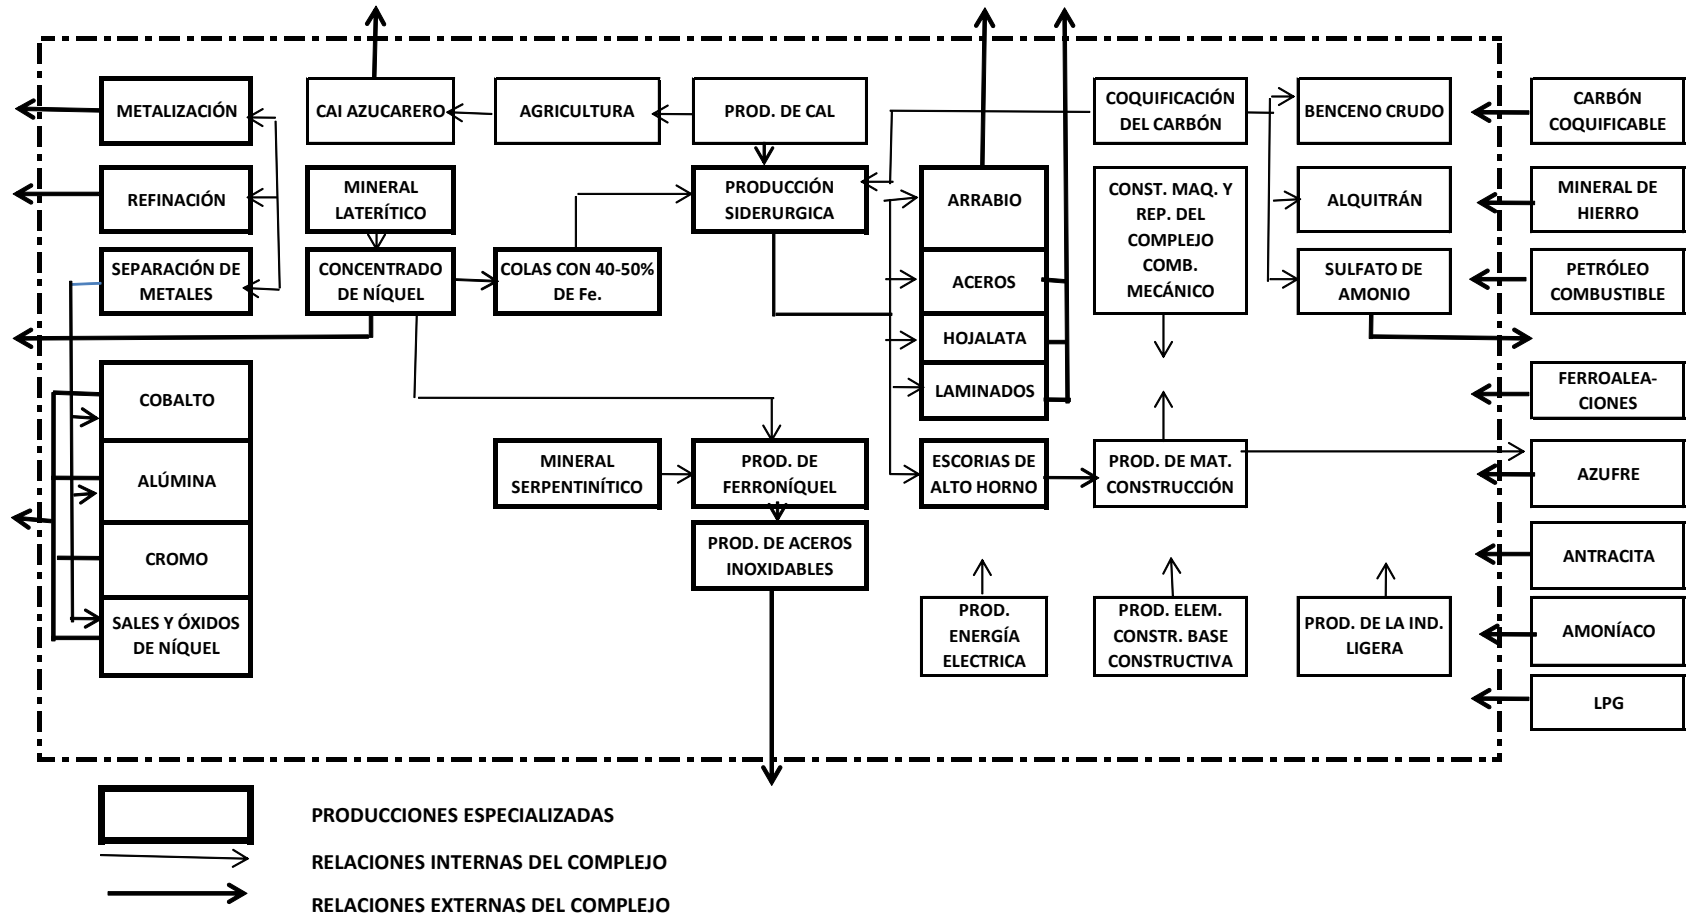 METALIZACIÓN
CAI AZUCARERO
AGRICULTURA
PROD. DE CAL
COQUIFICACIÓN
DEL CARBÓN
BENCENO CRUDO
CARBÓN
COQUIFICABLE
REFINACIÓN
MINERAL
LATERÍTICO
PRODUCCIÓN
SIDERURGICA
ARRABIO
CONST. MAQ. Y
REP. DEL
COMPLEJO
COMB.
MECÁNICO
ALQUITRÁN
MINERAL DE
HIERRO
SEPARACIÓN DE
METALES
CONCENTRADO
DE NÍQUEL
COLAS CON 40-50%
DE Fe.
ACEROS
SULFATO DE
AMONIO
PETRÓLEO
COMBUSTIBLE
HOJALATA
LAMINADOS
FERROALEA-
CIONES
COBALTO
ALÚMINA
CROMO
SALES Y ÓXIDOS
DE NÍQUEL
MINERAL
SERPENTINÍTICO
PROD. DE
FERRONÍQUEL
ESCORIAS DE
ALTO HORNO
PROD. DE MAT.
CONSTRUCCIÓN
AZUFRE
PROD. DE ACEROS
INOXIDABLES
ANTRACITA
PROD.
ENERGÍA
ELECTRICA
PROD. ELEM.
CONSTR. BASE
CONSTRUCTIVA
PROD. DE LA IND.
LIGERA
AMONÍACO
LPG
PRODUCCIONES ESPECIALIZADAS
RELACIONES INTERNAS DEL COMPLEJO
RELACIONES EXTERNAS DEL COMPLEJO